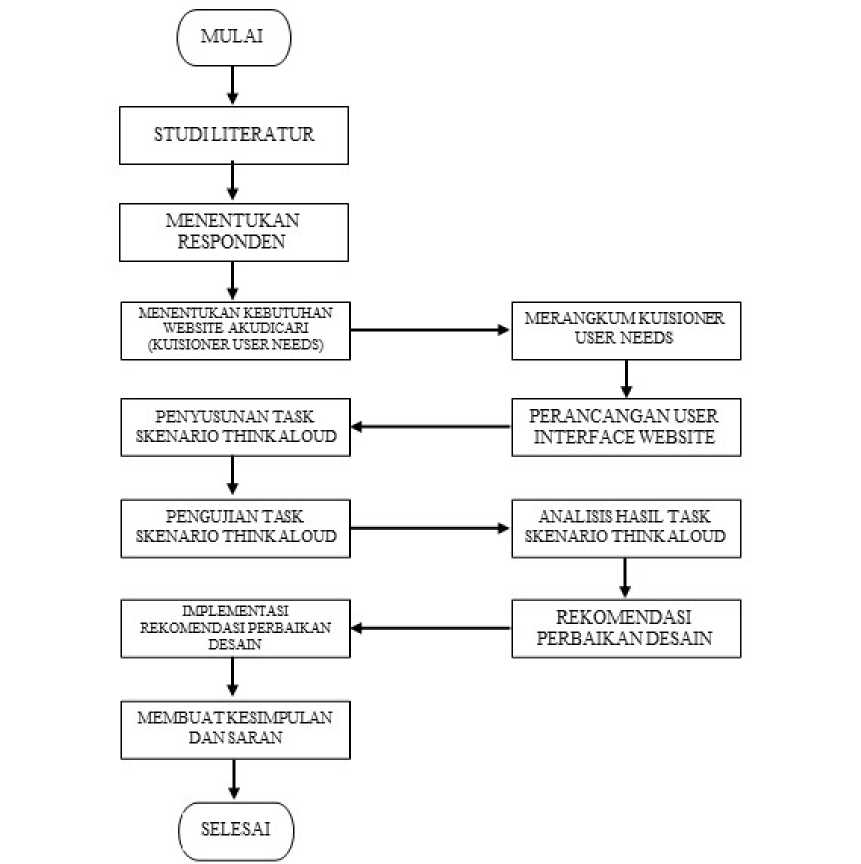 MULAI
STUDI LITERATUR
MENENTUKAN
RESPONDEN
MENENTUKAN KEBUTUHAN
WEBSITE AKUDICARI
(KUISIONER USER NEEDS)
MERANGKUM KUISIONER
USER NEEDS
PERANCANGAN USER
INTERFACE WEBSITE
PENYUSUNAN TASK
SKENARIO THINK ALOUD
PENGUJIAN TASK
SKENARIO THINK ALOUD
ANALISIS HASIL TASK
SKENARIO THINK ALOUD
REKOMENDASI
PERBAIKAN DESAIN
IMPLEMENTASI
REKOMENDASI PERBAIKAN
DESAIN
MEMBUAT KESIMPULAN
DAN SARAN
SELESAI